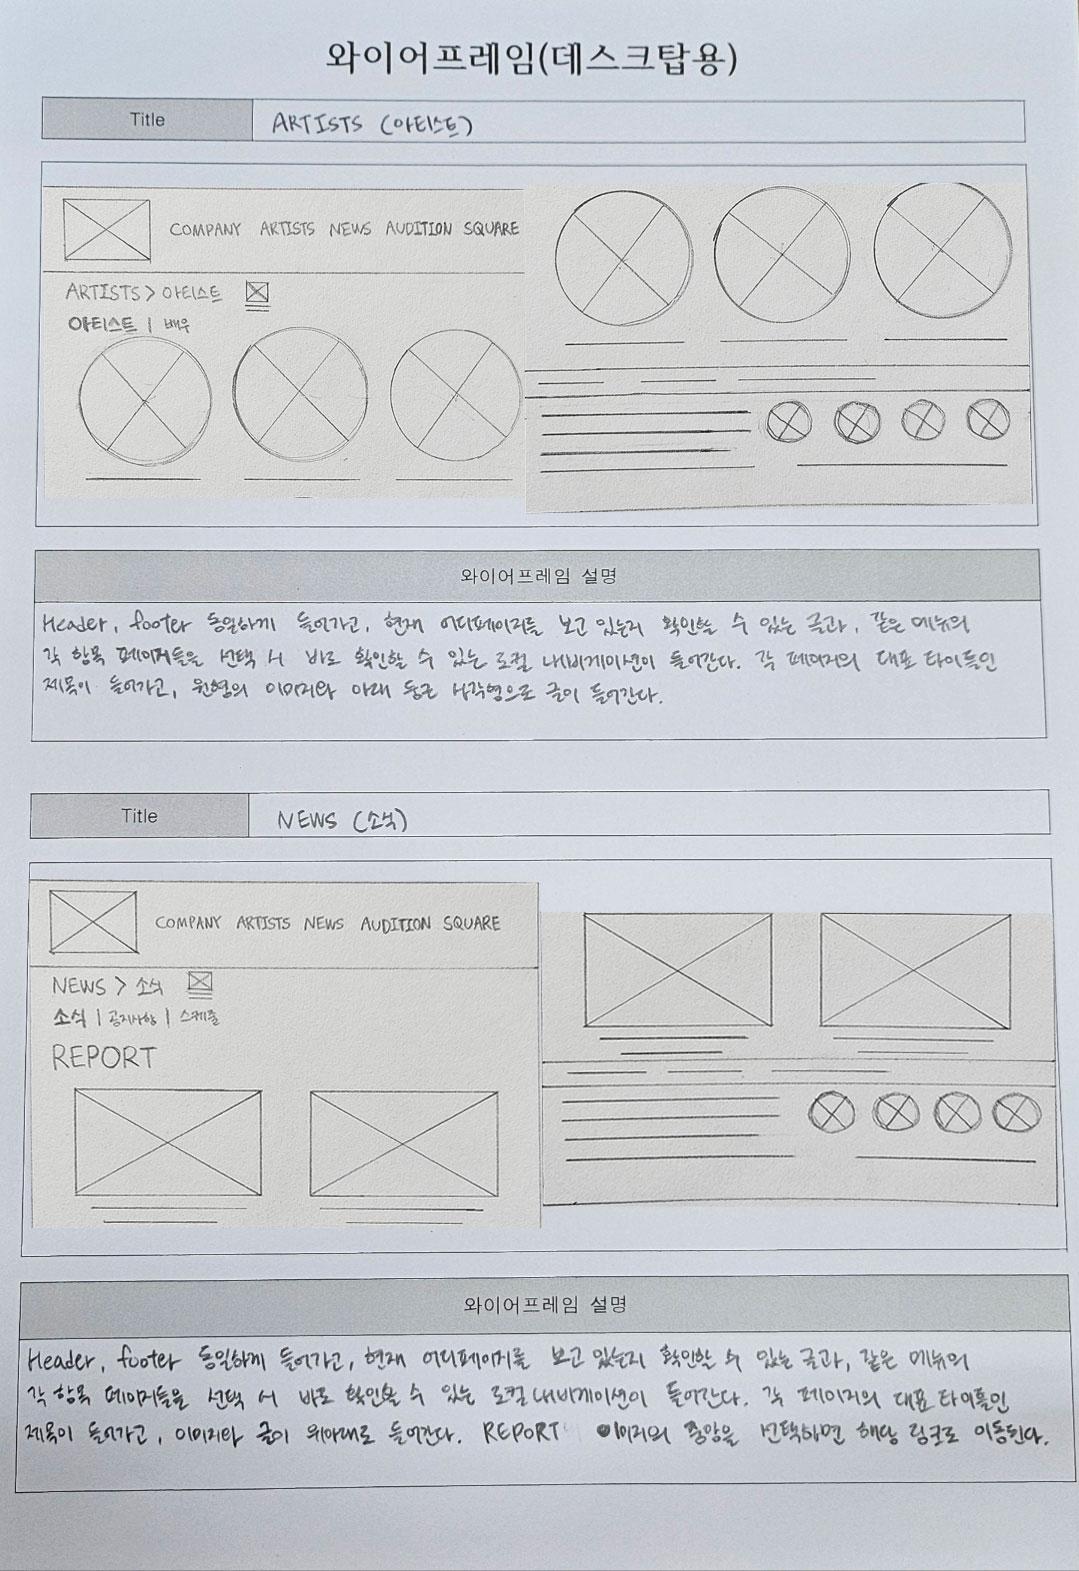 와이어프레임(데스크탑용)
Title
ARTISTS (아티스트)
COMPANY ARTISTS NEWS AUDITION SQUARE
ARTISTS > 아티스트
아티스트 | 배우
와이어프레임 설명
Header, footer 동일하게 들어가고, 현재 어디페이지를 보고 있는지 확인할 수 있는 글과, 같은 메뉴의
각 항목 페이지들을 선택 시 바로 확인할 수 있는 로컬 내비게이션이 들어간다. 각 페이지의 대표 타이틀인
제목이 들어가고, 원형의 이미지와 아래 둥근 사각형으로 글이 들어간다.
Title
NEWS (소식)
COMPANY ARTISTS NEWS AUDITION SQUARE
NEWS > 소식
소식 | 공지사항 | 스케줄
REPORT
와이어프레임 설명
Header, footer 동일하게 들어가고, 현재 어디페이지를 보고 있는지 확인할 수 있는 글과, 같은 메뉴의
각 항목 페이지들을 선택 시 바로 확인할 수 있는 로컬 내비게이션이 들어간다. 각 페이지의 대표 타이틀인
제목이 들어가고, 이미지와 글이 위아래로 들어간다. REPORT 이미지의 중앙을 선택하면 해당 링크로 이동된다.